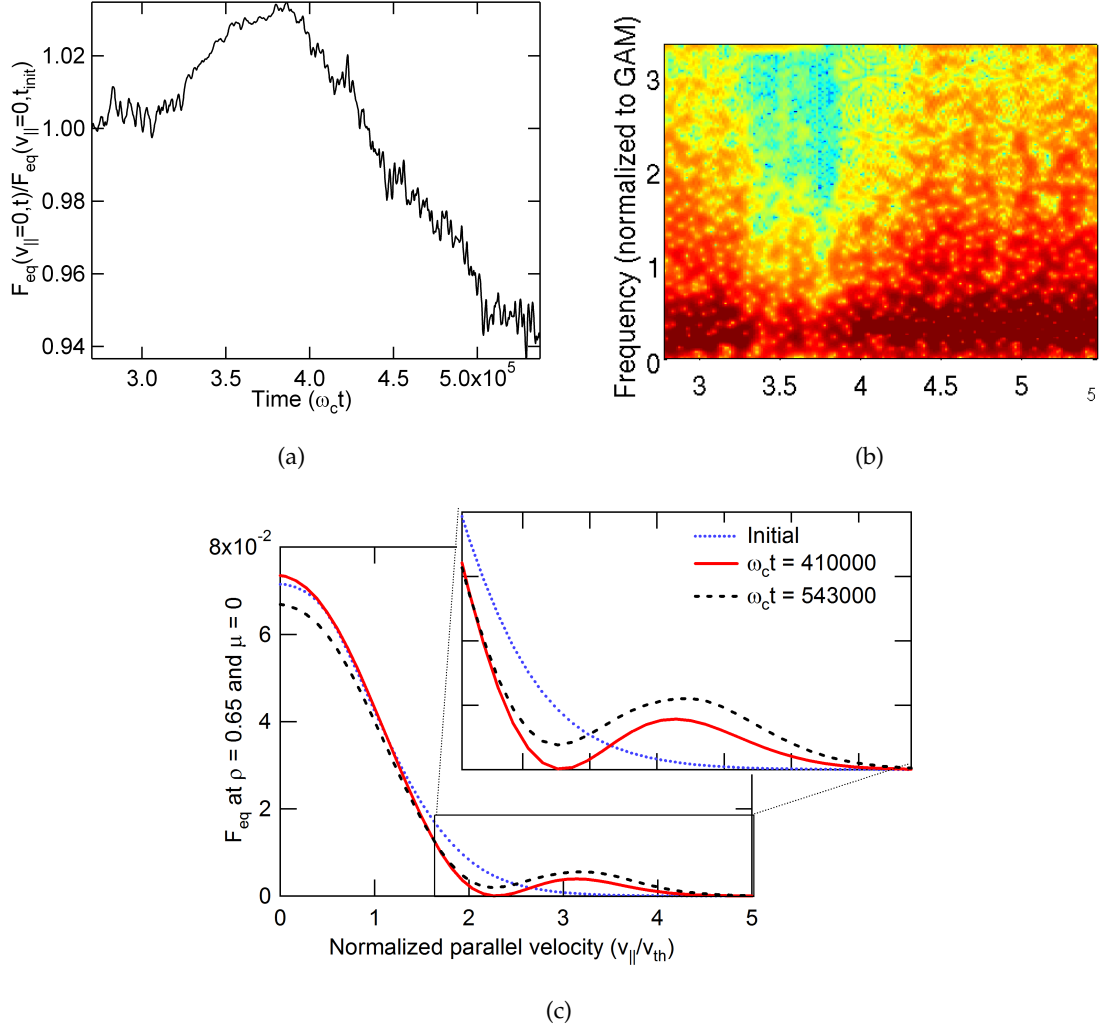 F_eq(v_||=0,t)/F_eq(v_||=0,t_init)
1.02
1.00
0.98
0.96
0.94
3.0
3.5
4.0
4.5
5.0x10^5
Time (ω_c t)
(a)
Frequency (normalized to GAM)
3
2
1
0
3
3.5
4
4.5
5
5
(b)
F_eq at ρ = 0.65 and μ = 0
8x10^-2
6
4
2
0
0
1
2
3
4
5
Normalized parallel velocity (v_||/v_th)
Initial
ω_c t = 410000
ω_c t = 543000
(c)